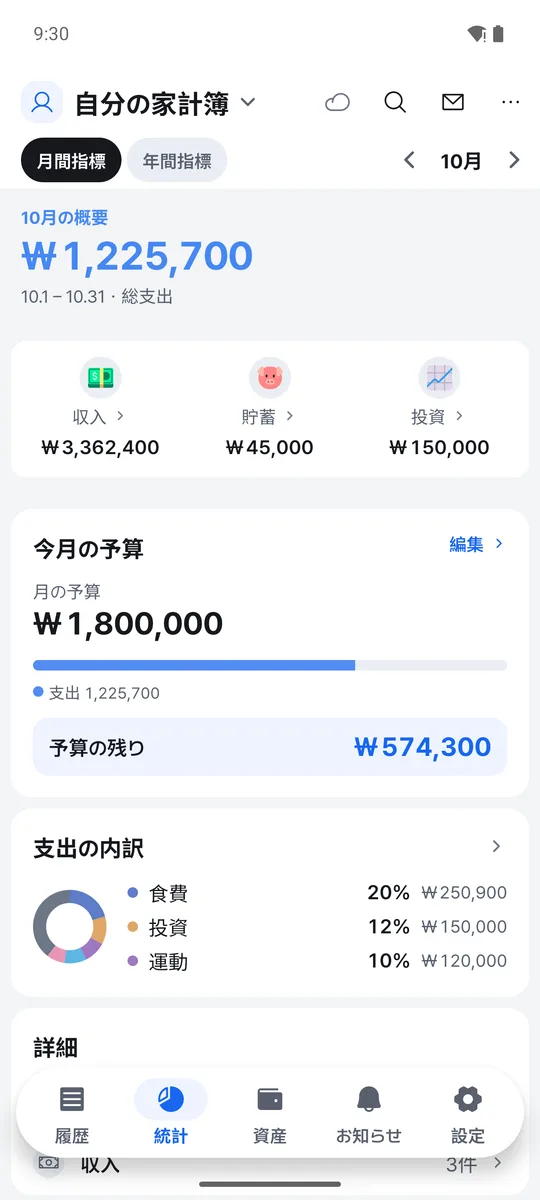 9:30
自分の家計簿
月間指標 年間指標 10月
10月の概要
₩1,225,700
10.1 – 10.31 · 総支出
収入 貯蓄 投資
₩3,362,400 ₩45,000 ₩150,000
今月の予算 編集
月の予算
₩1,800,000
支出 1,225,700
予算の残り ₩574,300
支出の内訳
食費 20% ₩250,900
投資 12% ₩150,000
運動 10% ₩120,000
詳細
履歴 統計 資産 お知らせ 設定
収入 3件